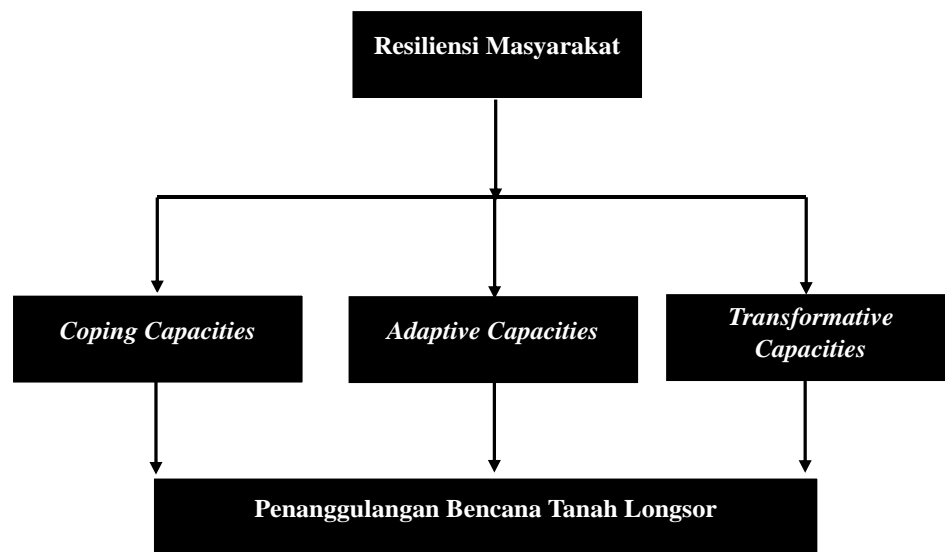 Resiliensi Masyarakat
Coping Capacities
Adaptive Capacities
Transformative
Capacities
Penanggulangan Bencana Tanah Longsor